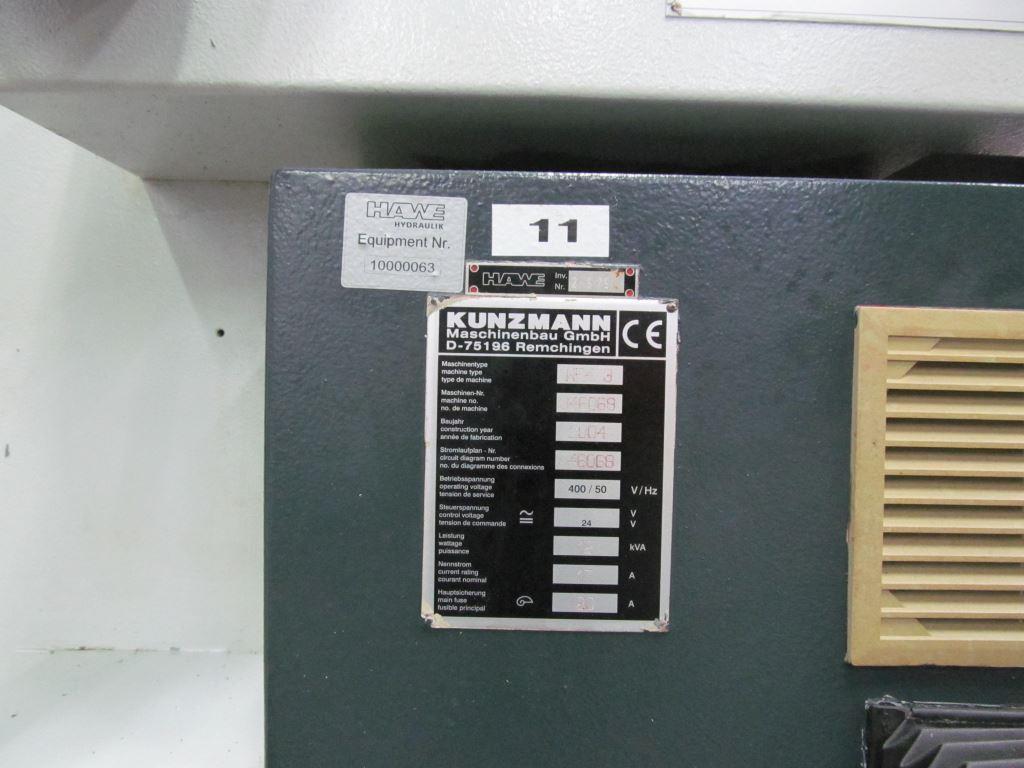 HAWE
HYDRAULIK
Equipment Nr.
10000063
11
HAWE Inv. Nr.
KUNZMANN
Maschinenbau GmbH
D-75196 Remchingen
CE
Maschinentype
machine type
type de machine
Maschinen-Nr.
machine no.
no. de machine
Baujahr
construction year
année de fabrication
Stromlaufplan - Nr.
circuit diagram number
no. du diagramme des connexions
Betriebsspannung
operating voltage
tension de service
400 / 50 V/Hz
Steuerspannung
control voltage
tension de commande
24
V
V
Leistung
wattage
puissance
kVA
Nennstrom
current rating
courant nominal
A
Hauptsicherung
main fuse
fusible principal
A